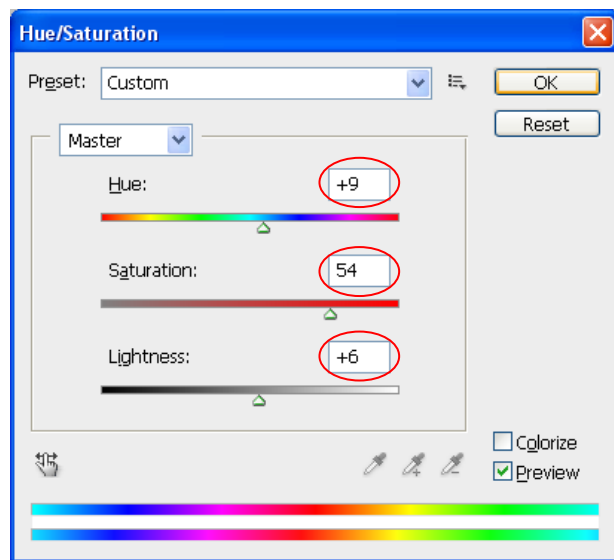 Hue/Saturation
Preset: Custom OK
Reset
Master
Hue: +9
Saturation: 54
Lightness: +6
Colorize
Preview